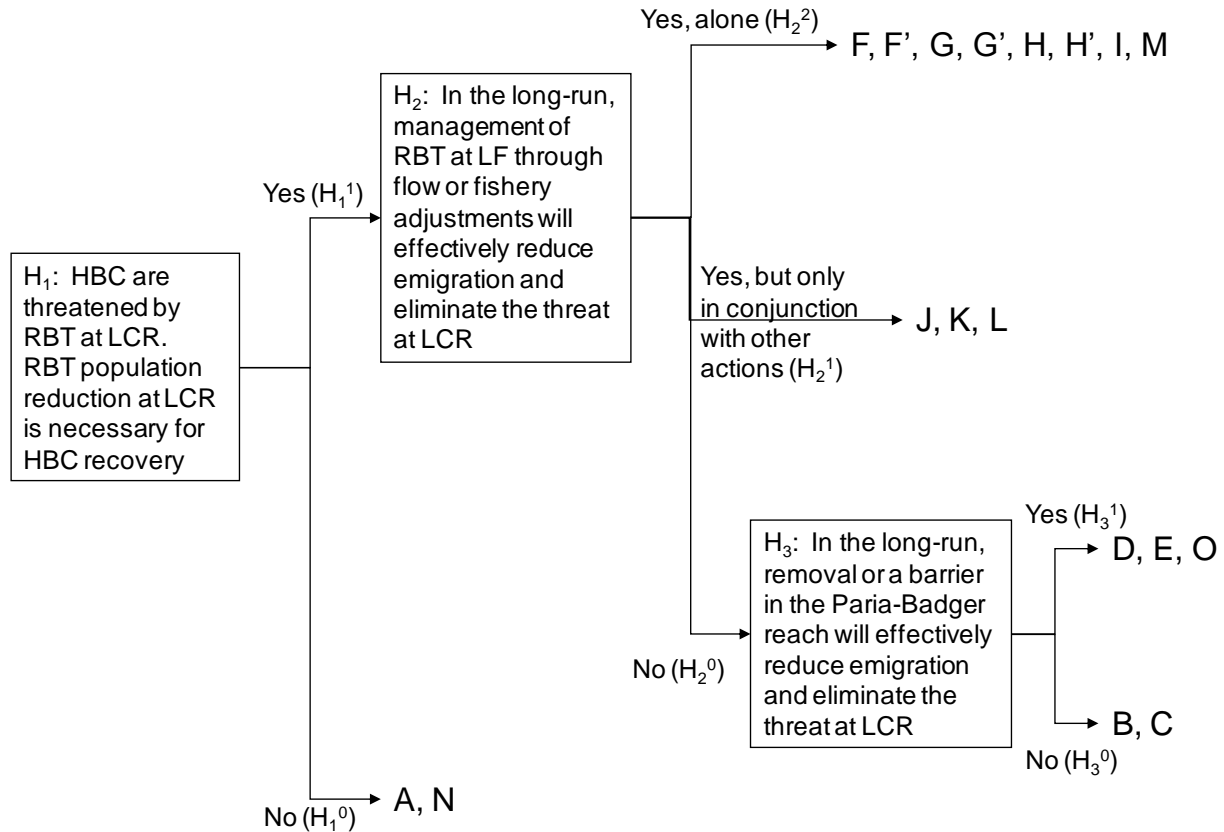 Yes, alone (H₂²)
F, F’, G, G’, H, H’, I, M
H₂: In the long-run,
management of
RBT at LF through
flow or fishery
adjustments will
effectively reduce
emigration and
eliminate the threat
at LCR
Yes (H₁¹)
H₁: HBC are
threatened by
RBT at LCR.
RBT population
reduction at LCR
is necessary for
HBC recovery
Yes, but only
in conjunction
with other
actions (H₂¹)
J, K, L
H₃: In the long-run,
removal or a barrier
in the Paria-Badger
reach will effectively
reduce emigration
and eliminate the
threat at LCR
Yes (H₃¹)
D, E, O
No (H₂⁰)
B, C
No (H₃⁰)
A, N
No (H₁⁰)